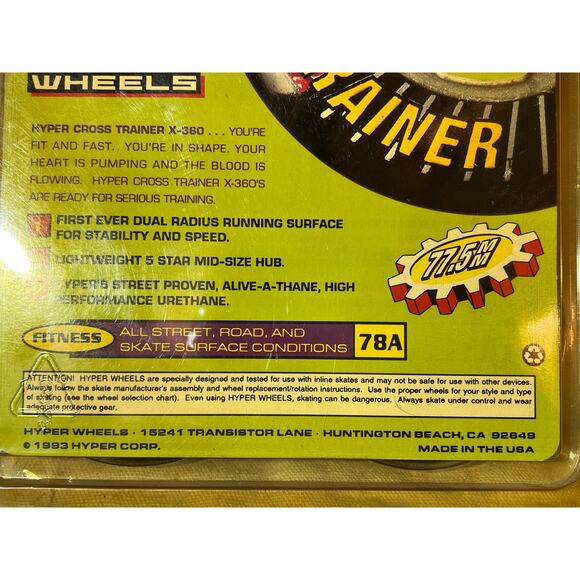 WHEELS
TRAINER
HYPER CROSS TRAINER X-360 . . . YOU'RE
FIT AND FAST. YOU'RE IN SHAPE. YOUR
HEART IS PUMPING AND THE BLOOD IS
FLOWING. HYPER CROSS TRAINER X-360'S
ARE READY FOR SERIOUS TRAINING.
FIRST EVER DUAL RADIUS RUNNING SURFACE
FOR STABILITY AND SPEED.
LIGHTWEIGHT 5 STAR MID-SIZE HUB.
HYPER'S STREET PROVEN, ALIVE-A-THANE, HIGH
PERFORMANCE URETHANE.
77.5MM
FITNESS
ALL STREET, ROAD, AND
SKATE SURFACE CONDITIONS
78A
ATTENTION! HYPER WHEELS are specially designed and tested for use with inline skates and may not be safe for use with other devices.
Always follow the skate manufacturer's assembly and wheel replacement/rotation instructions. Use the proper wheels for your style and type
of skating (see the wheel selection chart). Even using HYPER WHEELS, skating can be dangerous. Always skate under control and wear
adequate protective gear.
HYPER WHEELS · 15241 TRANSISTOR LANE · HUNTINGTON BEACH, CA 92649
© 1993 HYPER CORP.
MADE IN THE USA